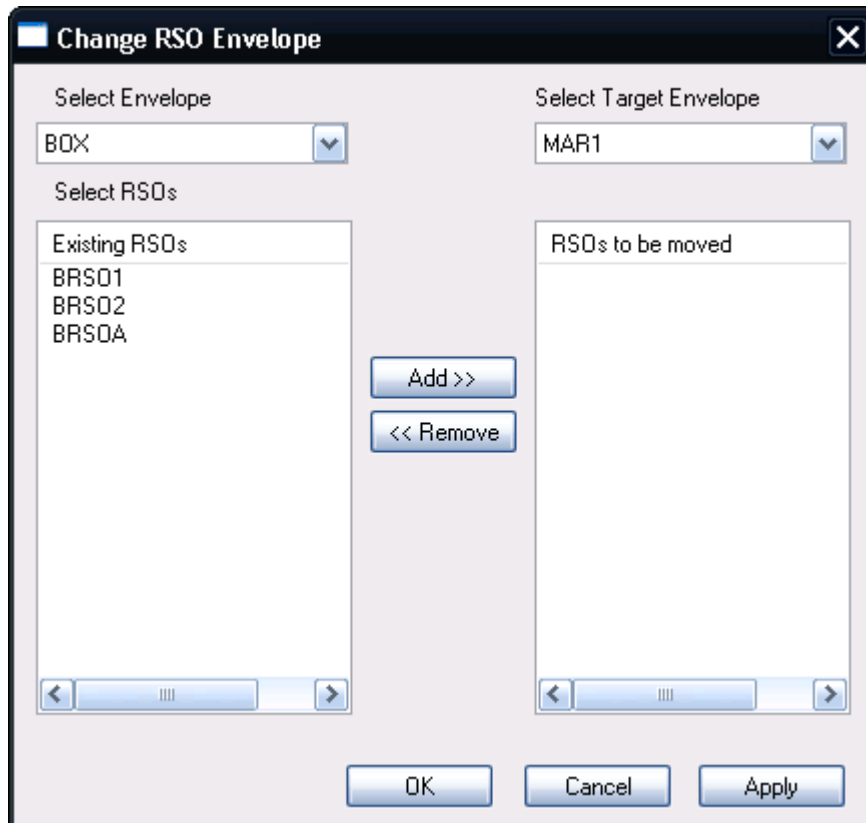 Change RSO Envelope
Select Envelope
Select Target Envelope
BOX
MAR1
Select RSOs
Existing RSOs
BRSO1
BRSO2
BRSOA
RSOs to be moved
Add >>
<< Remove
OK
Cancel
Apply